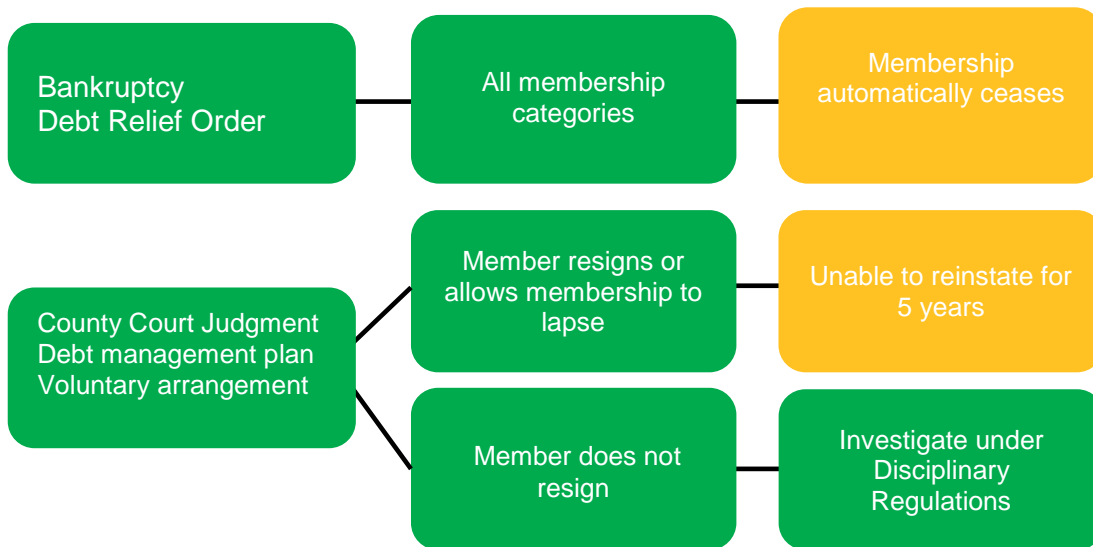 Bankruptcy
Debt Relief Order
All membership
categories
Membership
automatically ceases
County Court Judgment
Debt management plan
Voluntary arrangement
Member resigns or
allows membership to
lapse
Unable to reinstate for
5 years
Member does not
resign
Investigate under
Disciplinary
Regulations